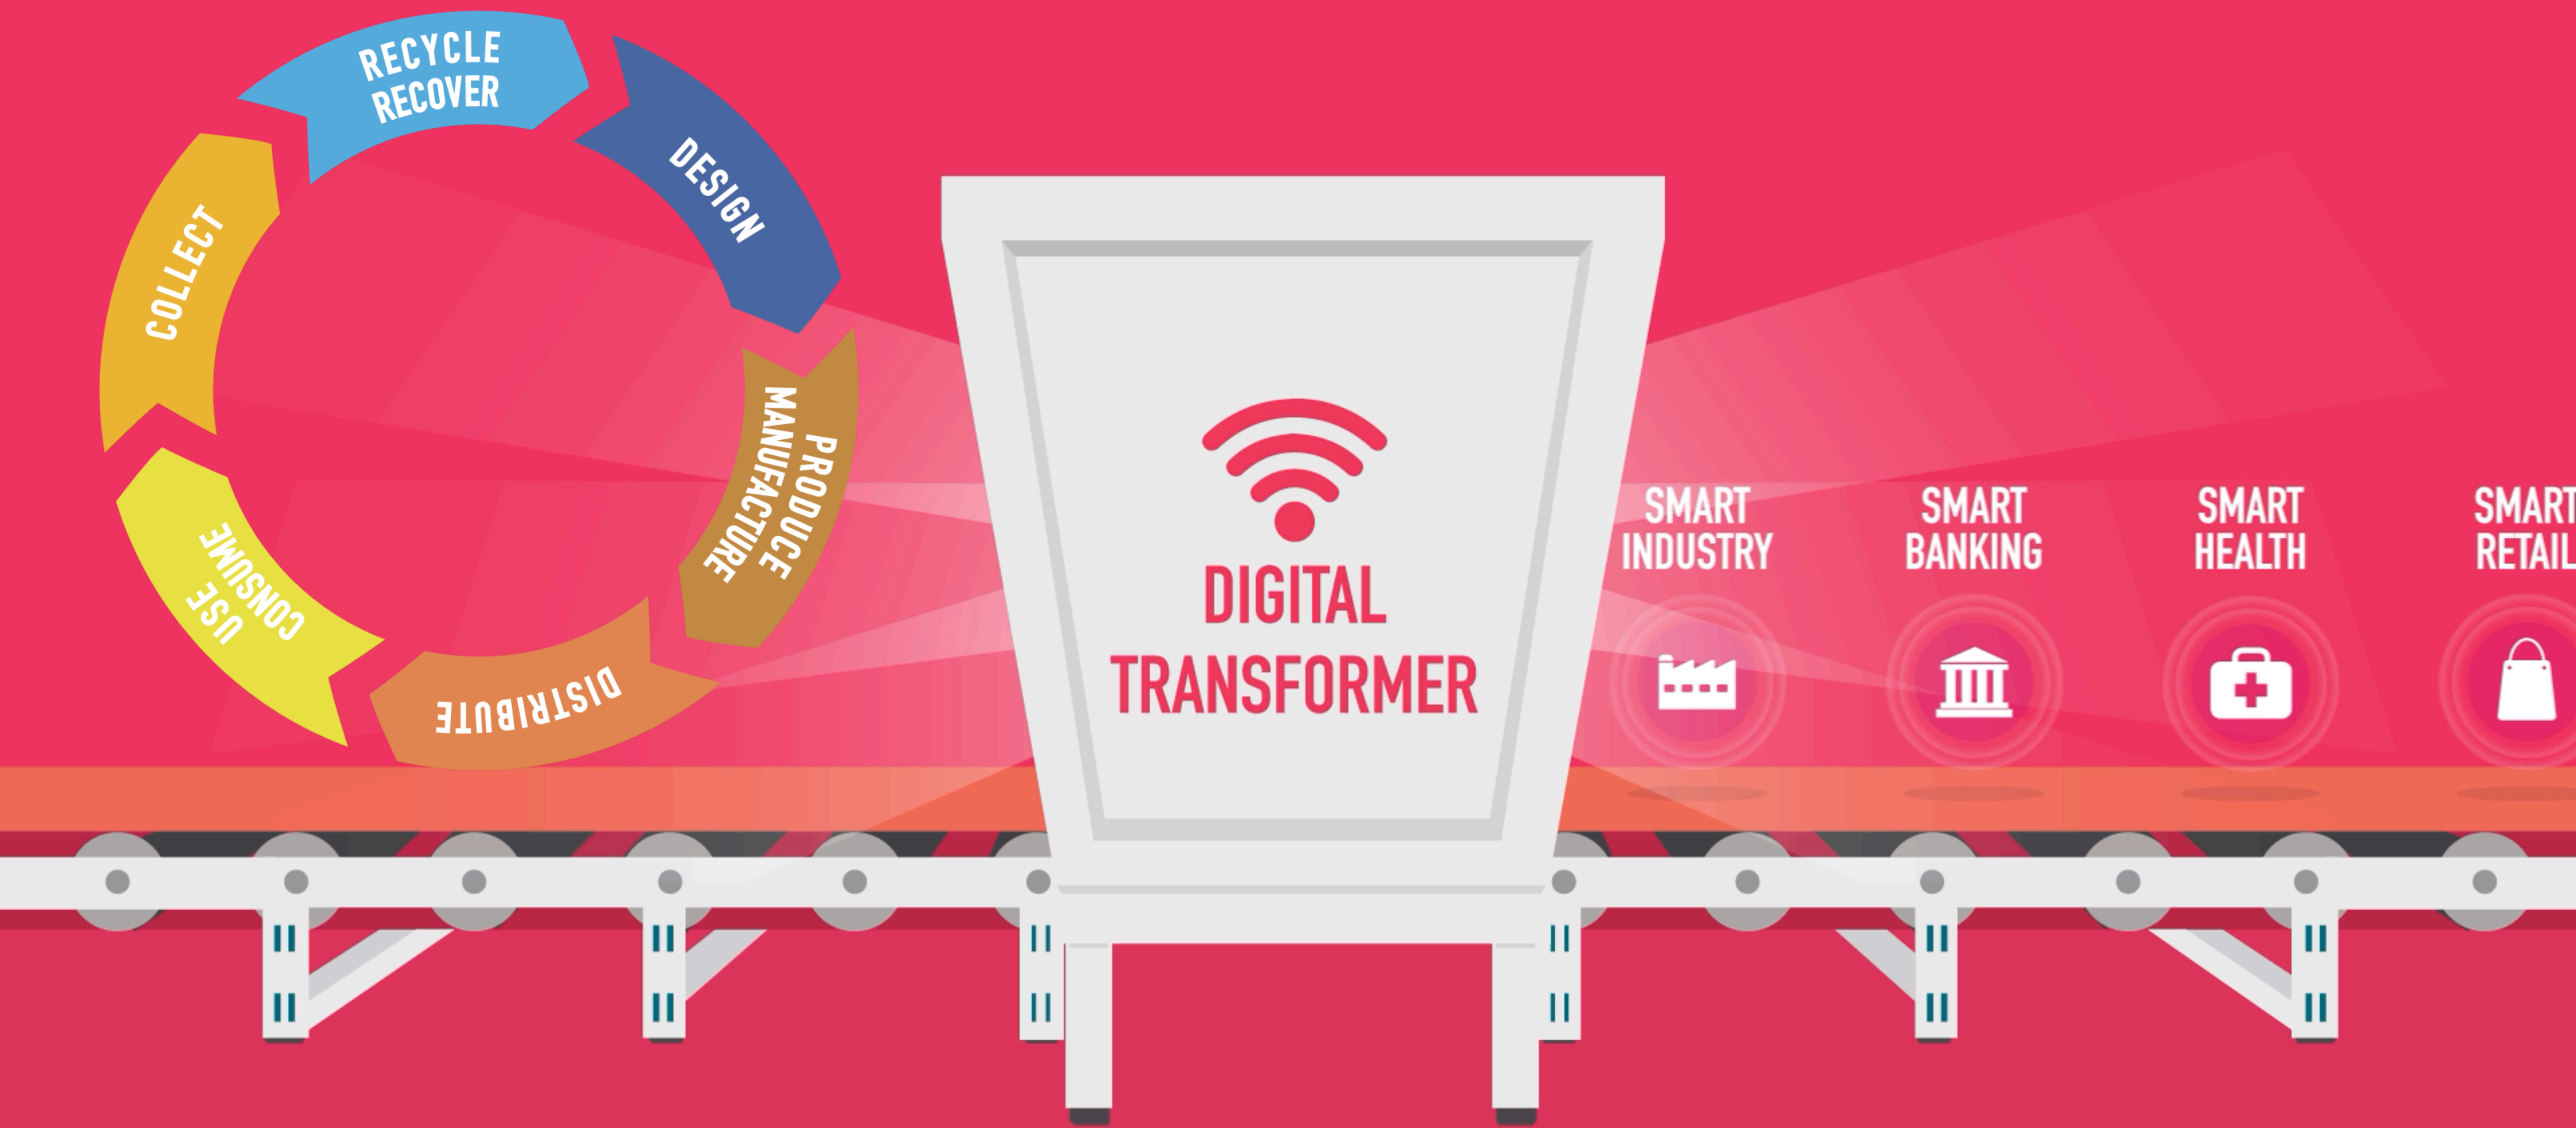 RECYCLE
RECOVER
DESIGN
PRODUCE
MANUFACTURE
DISTRIBUTE
USE
CONSUME
COLLECT
DIGITAL
TRANSFORMER
SMART
INDUSTRY
SMART
BANKING
SMART
HEALTH
SMART
RETAIL